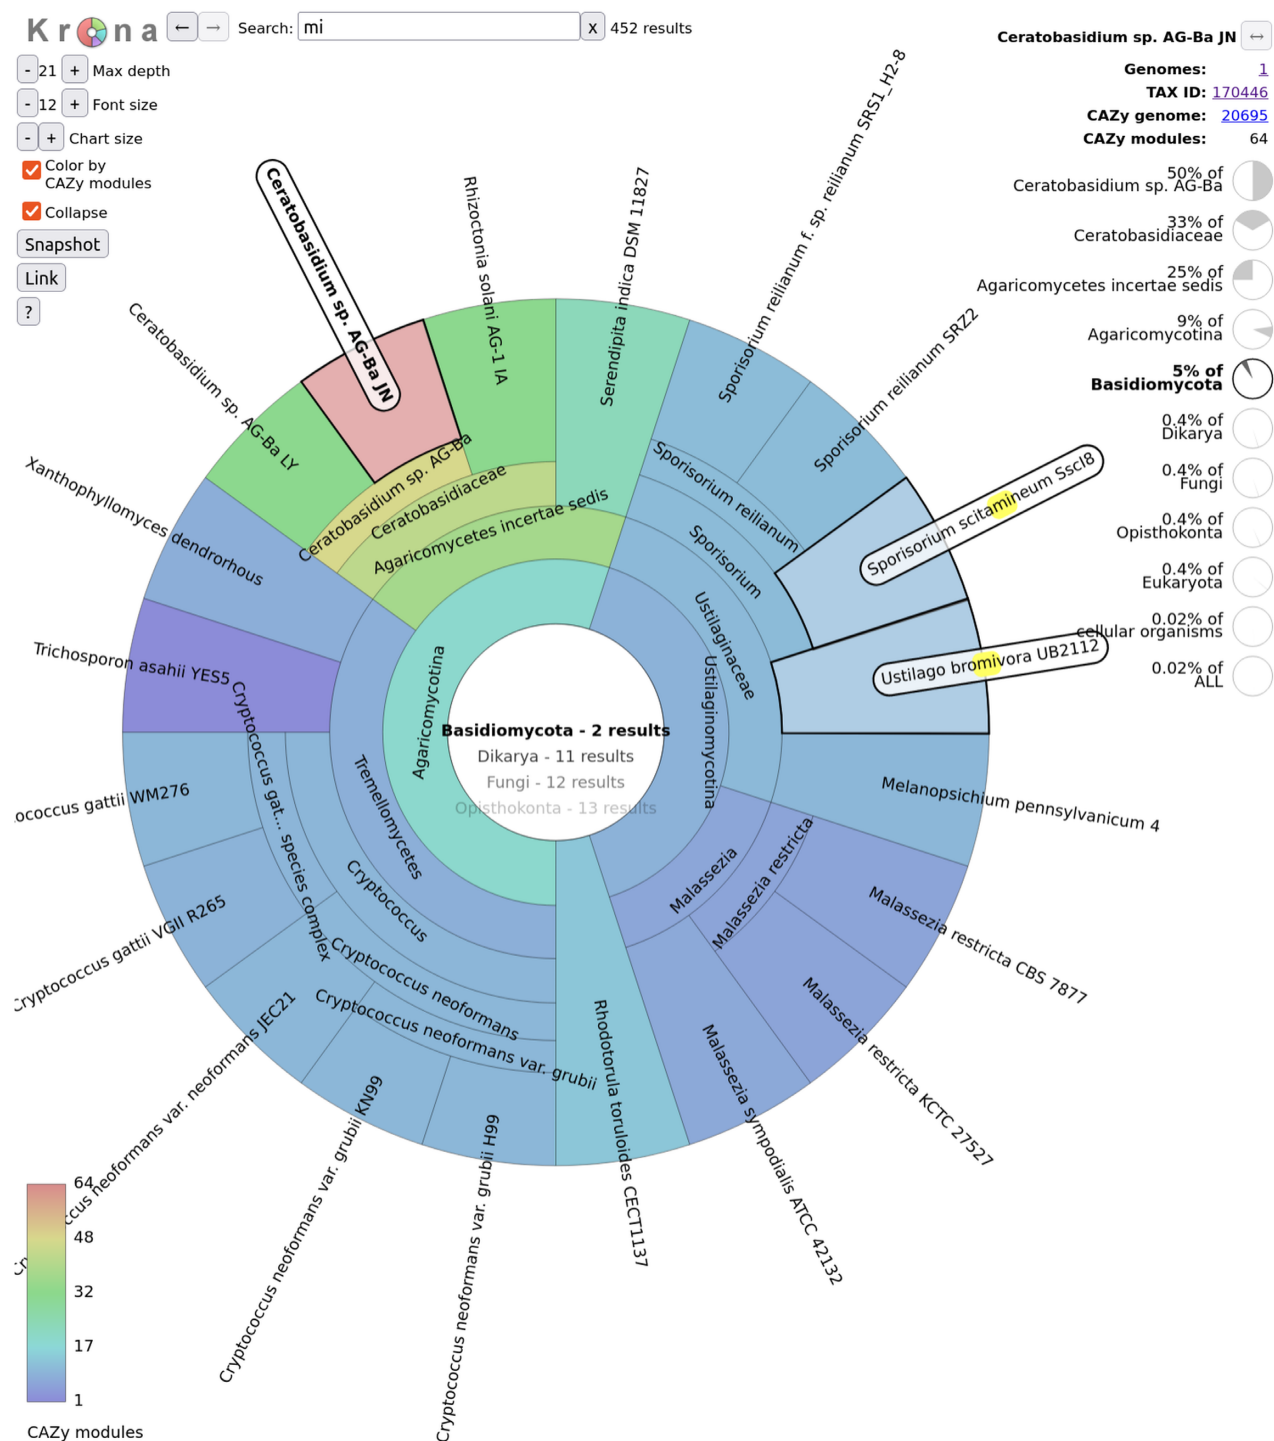 Krona
←
→
Search:
mi
x
452 results
-
21
+
Max depth
-
12
+
Font size
-
+
Chart size
Color by
CAZy modules
Collapse
Snapshot
Link
?
Ceratobasidium sp. AG-Ba JN
↔
Genomes: 1
TAX ID: 170446
CAZy genome: 20695
CAZy modules: 64
50% of
Ceratobasidium sp. AG-Ba
33% of
Ceratobasidiaceae
25% of
Agaricomycetes incertae sedis
9% of
Agaricomycotina
5% of
Basidiomycota
0.4% of
Dikarya
0.4% of
Fungi
0.4% of
Opisthokonta
0.4% of
Eukaryota
0.02% of
cellular organisms
0.02% of
ALL
Ceratobasidium sp. AG-Ba JN
Rhizoctonia solani AG-1 IA
Serendipita indica DSM 11827
Sporisorium reilianum f. sp. reilianum SRS1_H2-8
Sporisorium reilianum SRZ2
Sporisorium scitamineum SscI8
Ustilago bromivora UB2112
Melanopsichium pennsylvanicum 4
Malassezia restricta CBS 7877
Malassezia restricta KCTC 27527
Malassezia sympodialis ATCC 42132
Rhodotorula toruloides CECT1137
Cryptococcus neoformans var. grubii H99
Cryptococcus neoformans var. grubii KN99
neoformans var. neoformans JEC21
Cryptococcus gattii VGII R265
ococcus gattii WM276
Trichosporon asahii YES5
Xanthophyllomyces dendrorhous
Ceratobasidium sp. AG-Ba LY
Ceratobasidium sp. AG-Ba
Ceratobasidiaceae
Agaricomycetes incertae sedis
Agaricomycotina
Tremellomycetes
Cryptococcus
Cryptococcus gat... species complex
Cryptococcus neoformans
Cryptococcus neoformans var. grubii
Sporisorium reilianum
Sporisorium
Ustilaginaceae
Ustilaginomycotina
Malassezia
Malassezia restricta
Basidiomycota - 2 results
Dikarya - 11 results
Fungi - 12 results
Opisthokonta - 13 results
64
48
32
17
1
CAZy modules